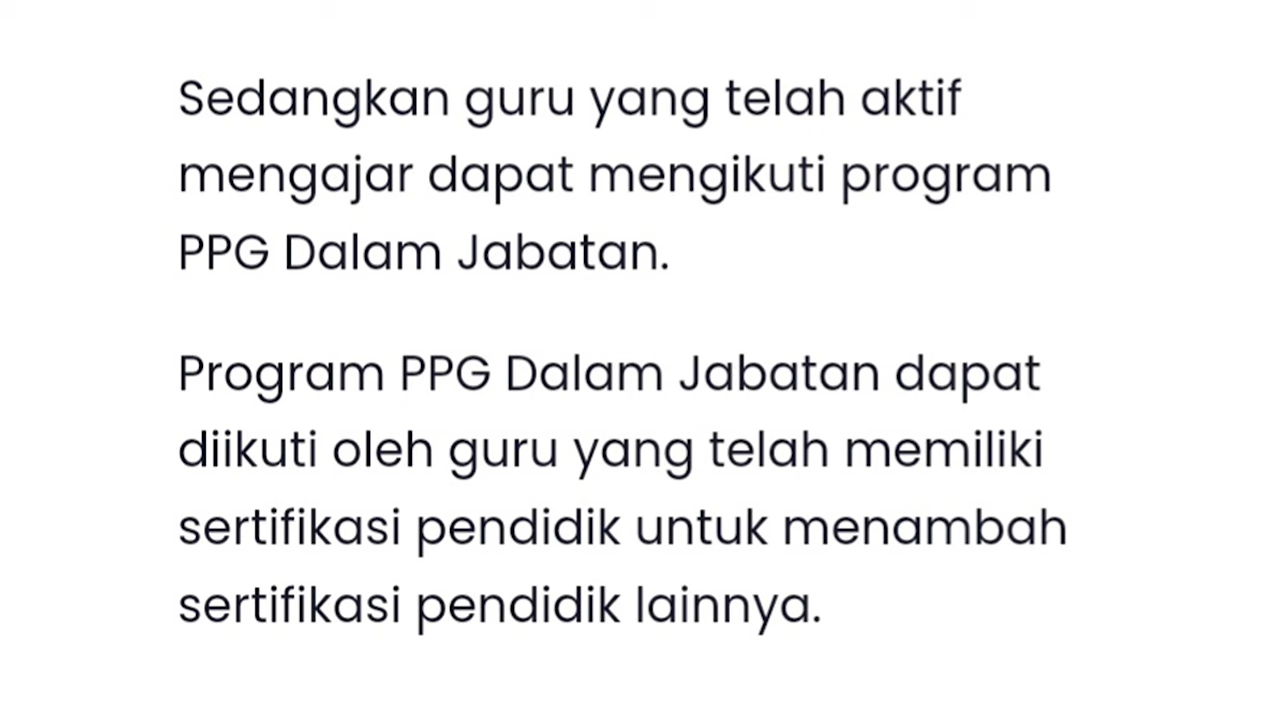 Sedangkan guru yang telah aktif
mengajar dapat mengikuti program
PPG Dalam Jabatan.
Program PPG Dalam Jabatan dapat
diikuti oleh guru yang telah memiliki
sertifikasi pendidik untuk menambah
sertifikasi pendidik lainnya.